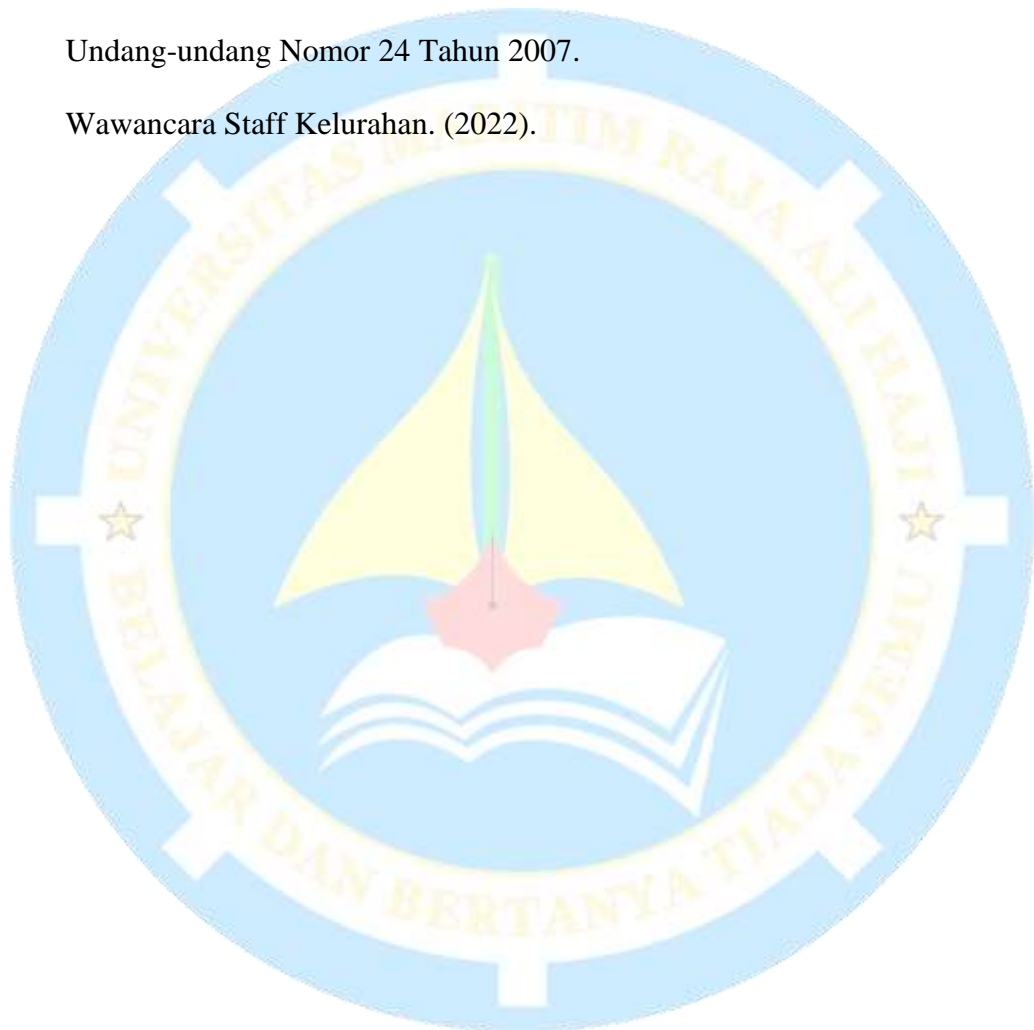 Undang-undang Nomor 24 Tahun 2007.
Wawancara Staff Kelurahan. (2022).
UNIVERSITAS MARITIM RAJA ALI HAJI
BELAJAR DAN BERTANYA TIADA JEMU